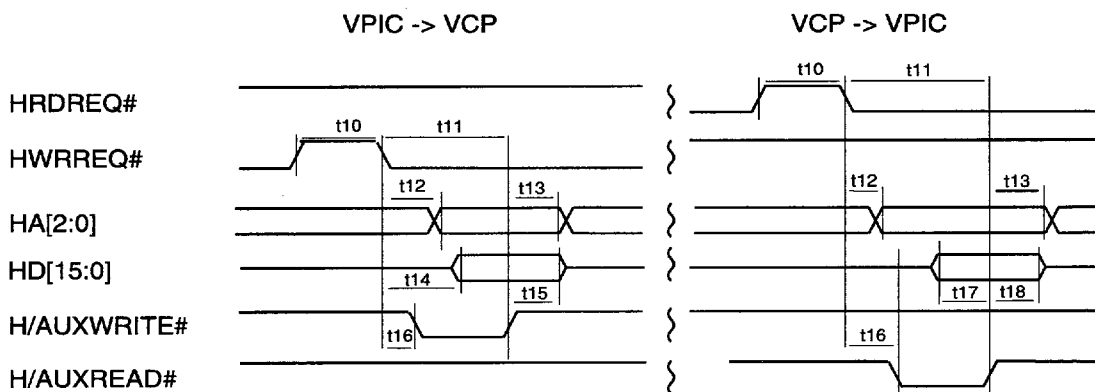 VPIC -> VCP
VCP -> VPIC
HRDREQ#
t10
t11
HWRREQ#
t10
t11
HA[2:0]
t12
t13
t12
t13
HD[15:0]
t14
t15
t17
t18
H/AUXWRITE#
t16
t16
H/AUXREAD#